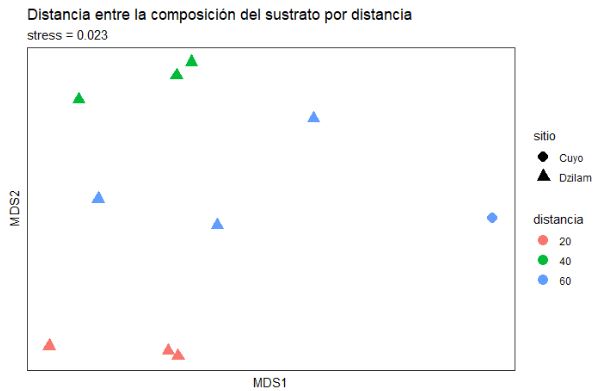 Distancia entre la composición del sustrato por distancia
stress = 0.023
MDS2
MDS1
sitio
Cuyo
Dzilam
distancia
20
40
60